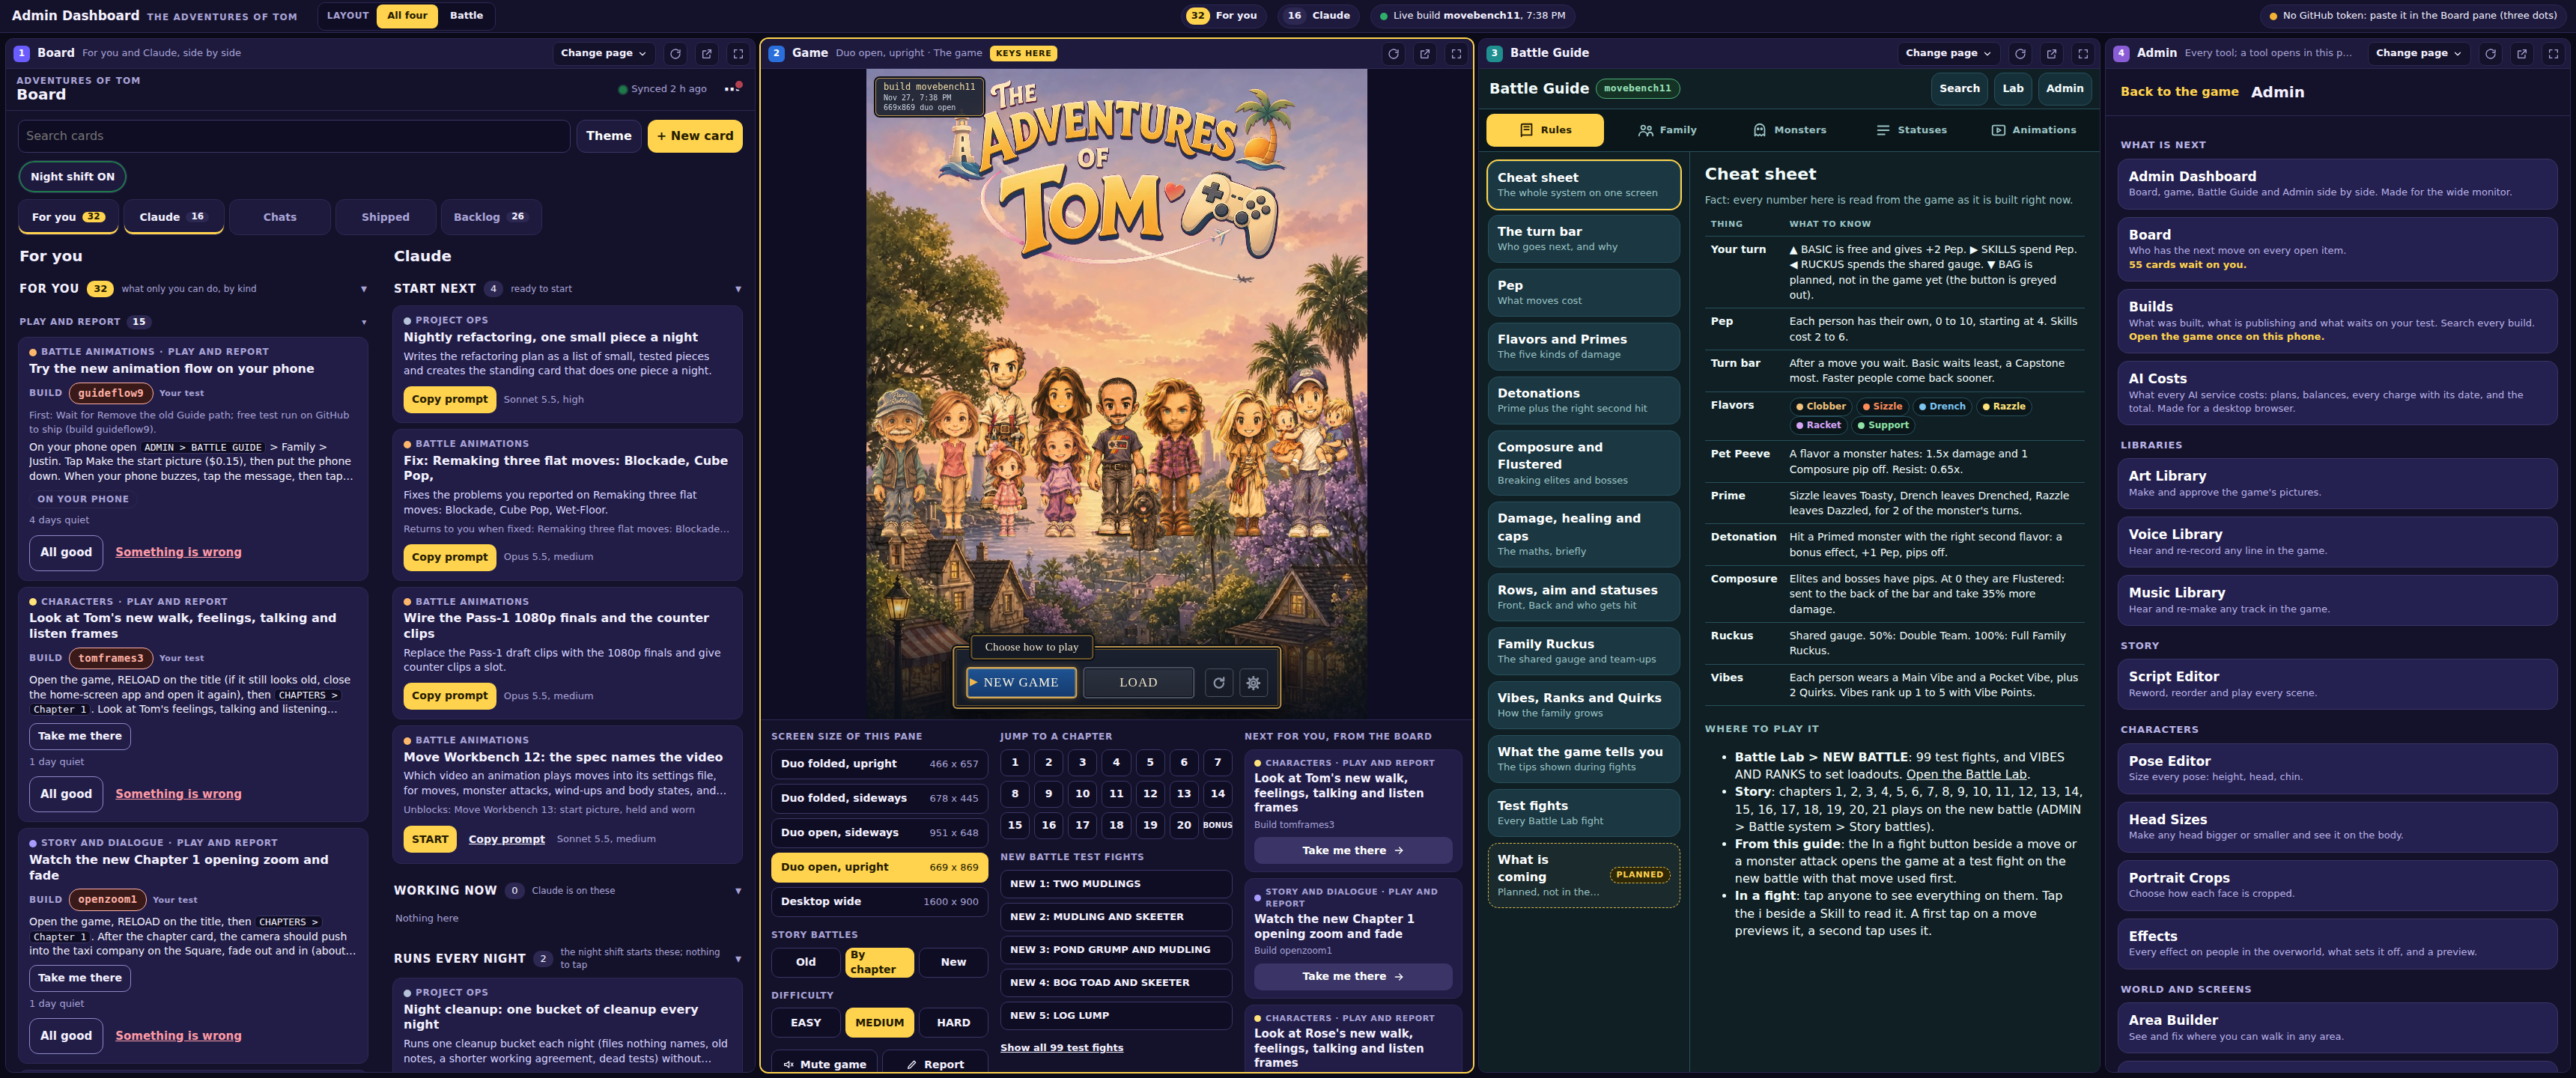 Admin Dashboard THE ADVENTURES OF TOM
LAYOUT All four Battle
32 For you
16 Claude
Live build movebench11, 7:38 PM
No GitHub token: paste it in the Board pane (three dots)
1 Board For you and Claude, side by side
Change page
ADVENTURES OF TOM
Board
Synced 2 h ago
Search cards
Theme
+ New card
Night shift ON
For you 32
Claude 16
Chats
Shipped
Backlog 26
For you
FOR YOU 32 what only you can do, by kind
PLAY AND REPORT 15
BATTLE ANIMATIONS · PLAY AND REPORT
Try the new animation flow on your phone
BUILD guideflow9 Your test
First: Wait for Remove the old Guide path; free test run on GitHub
to ship (build guideflow9).
On your phone open ADMIN > BATTLE GUIDE > Family >
Justin. Tap Make the start picture ($0.15), then put the phone
down. When your phone buzzes, tap the message, then tap...
ON YOUR PHONE
4 days quiet
All good Something is wrong
CHARACTERS · PLAY AND REPORT
Look at Tom's new walk, feelings, talking and
listen frames
BUILD tomframes3 Your test
Open the game, RELOAD on the title (if it still looks old, close
the home-screen app and open it again), then CHAPTERS >
Chapter 1. Look at Tom's feelings, talking and listening...
Take me there
1 day quiet
All good Something is wrong
STORY AND DIALOGUE · PLAY AND REPORT
Watch the new Chapter 1 opening zoom and
fade
BUILD openzoom1 Your test
Open the game, RELOAD on the title, then CHAPTERS >
Chapter 1. After the chapter card, the camera should push
into the taxi company on the Square, fade out and in (about...
Take me there
1 day quiet
All good Something is wrong
Claude
START NEXT 4 ready to start
PROJECT OPS
Nightly refactoring, one small piece a night
Writes the refactoring plan as a list of small, tested pieces
and creates the standing card that does one piece a night.
Copy prompt Sonnet 5.5, high
BATTLE ANIMATIONS
Fix: Remaking three flat moves: Blockade, Cube
Pop,
Fixes the problems you reported on Remaking three flat
moves: Blockade, Cube Pop, Wet-Floor.
Returns to you when fixed: Remaking three flat moves: Blockade...
Copy prompt Opus 5.5, medium
BATTLE ANIMATIONS
Wire the Pass-1 1080p finals and the counter
clips
Replace the Pass-1 draft clips with the 1080p finals and give
counter clips a slot.
Copy prompt Opus 5.5, medium
BATTLE ANIMATIONS
Move Workbench 12: the spec names the video
Which video an animation plays moves into its settings file,
for moves, monster attacks, wind-ups and body states, and...
Unblocks: Move Workbench 13: start picture, held and worn
START Copy prompt Sonnet 5.5, medium
WORKING NOW 0 Claude is on these
Nothing here
RUNS EVERY NIGHT 2 the night shift starts these; nothing
to tap
PROJECT OPS
Night cleanup: one bucket of cleanup every
night
Runs one cleanup bucket each night (files nothing names, old
notes, a shorter working agreement, dead tests) without...
2 Game Duo open, upright · The game KEYS HERE
build movebench11
Nov 27, 7:38 PM
669x869 duo open
THE
ADVENTURES
OF
TOM
Choose how to play
NEW GAME
LOAD
SCREEN SIZE OF THIS PANE
Duo folded, upright 466 x 657
Duo folded, sideways 678 x 445
Duo open, sideways 951 x 648
Duo open, upright 669 x 869
Desktop wide 1600 x 900
STORY BATTLES
Old
By
chapter
New
DIFFICULTY
EASY MEDIUM HARD
Mute game Report
JUMP TO A CHAPTER
1 2 3 4 5 6 7
8 9 10 11 12 13 14
15 16 17 18 19 20 BONUS
NEW BATTLE TEST FIGHTS
NEW 1: TWO MUDLINGS
NEW 2: MUDLING AND SKEETER
NEW 3: POND GRUMP AND MUDLING
NEW 4: BOG TOAD AND SKEETER
NEW 5: LOG LUMP
Show all 99 test fights
NEXT FOR YOU, FROM THE BOARD
CHARACTERS · PLAY AND REPORT
Look at Tom's new walk,
feelings, talking and listen
frames
Build tomframes3
Take me there
STORY AND DIALOGUE · PLAY AND
REPORT
Watch the new Chapter 1
opening zoom and fade
Build openzoom1
Take me there
CHARACTERS · PLAY AND REPORT
Look at Rose's new walk,
feelings, talking and listen
frames
3 Battle Guide
Change page
Battle Guide movebench11
Search Lab Admin
Rules Family Monsters Statuses Animations
Cheat sheet
The whole system on one screen
The turn bar
Who goes next, and why
Pep
What moves cost
Flavors and Primes
The five kinds of damage
Detonations
Prime plus the right second hit
Composure and
Flustered
Breaking elites and bosses
Damage, healing and
caps
The maths, briefly
Rows, aim and statuses
Front, Back and who gets hit
Family Ruckus
The shared gauge and team-ups
Vibes, Ranks and Quirks
How the family grows
What the game tells you
The tips shown during fights
Test fights
Every Battle Lab fight
What is
coming
Planned, not in the...
PLANNED
Cheat sheet
Fact: every number here is read from the game as it is built right now.
THING WHAT TO KNOW
Your turn ▲ BASIC is free and gives +2 Pep. ▶ SKILLS spend Pep.
◀ RUCKUS spends the shared gauge. ▼ BAG is
planned, not in the game yet (the button is greyed
out).
Pep Each person has their own, 0 to 10, starting at 4. Skills
cost 2 to 6.
Turn bar After a move you wait. Basic waits least, a Capstone
most. Faster people come back sooner.
Flavors Clobber Sizzle Drench Razzle
Racket Support
Pet Peeve A flavor a monster hates: 1.5x damage and 1
Composure pip off. Resist: 0.65x.
Prime Sizzle leaves Toasty, Drench leaves Drenched, Razzle
leaves Dazzled, for 2 of the monster's turns.
Detonation Hit a Primed monster with the right second flavor: a
bonus effect, +1 Pep, pips off.
Composure Elites and bosses have pips. At 0 they are Flustered:
sent to the back of the bar and take 35% more
damage.
Ruckus Shared gauge. 50%: Double Team. 100%: Full Family
Ruckus.
Vibes Each person wears a Main Vibe and a Pocket Vibe, plus
2 Quirks. Vibes rank up 1 to 5 with Vibe Points.
WHERE TO PLAY IT
• Battle Lab > NEW BATTLE: 99 test fights, and VIBES
AND RANKS to set loadouts. Open the Battle Lab.
• Story: chapters 1, 2, 3, 4, 5, 6, 7, 8, 9, 10, 11, 12, 13, 14,
15, 16, 17, 18, 19, 20, 21 plays on the new battle (ADMIN
> Battle system > Story battles).
• From this guide: the In a fight button beside a move or
a monster attack opens the game at a test fight on the
new battle with that move used first.
• In a fight: tap anyone to see everything on them. Tap
the i beside a Skill to read it. A first tap on a move
previews it, a second tap uses it.
4 Admin Every tool; a tool opens in this p...
Change page
Back to the game Admin
WHAT IS NEXT
Admin Dashboard
Board, game, Battle Guide and Admin side by side. Made for the wide monitor.
Board
Who has the next move on every open item.
55 cards wait on you.
Builds
What was built, what is publishing and what waits on your test. Search every build.
Open the game once on this phone.
AI Costs
What every AI service costs: plans, balances, every charge with its date, and the
total. Made for a desktop browser.
LIBRARIES
Art Library
Make and approve the game's pictures.
Voice Library
Hear and re-record any line in the game.
Music Library
Hear and re-make any track in the game.
STORY
Script Editor
Reword, reorder and play every scene.
CHARACTERS
Pose Editor
Size every pose: height, head, chin.
Head Sizes
Make any head bigger or smaller and see it on the body.
Portrait Crops
Choose how each face is cropped.
Effects
Every effect on people in the overworld, what sets it off, and a preview.
WORLD AND SCREENS
Area Builder
See and fix where you can walk in any area.